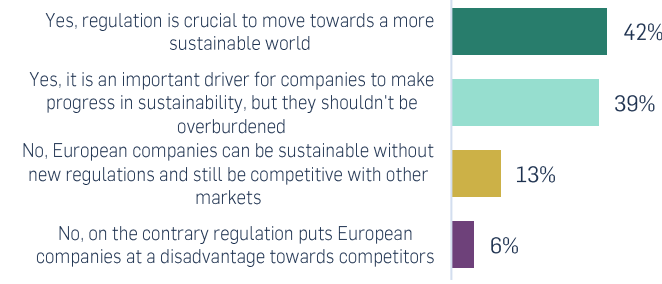 Yes, regulation is crucial to move towards a more
sustainable world
42%
Yes, it is an important driver for companies to make
progress in sustainability, but they shouldn't be
overburdened
39%
No, European companies can be sustainable without
new regulations and still be competitive with other
markets
13%
No, on the contrary regulation puts European
companies at a disadvantage towards competitors
6%